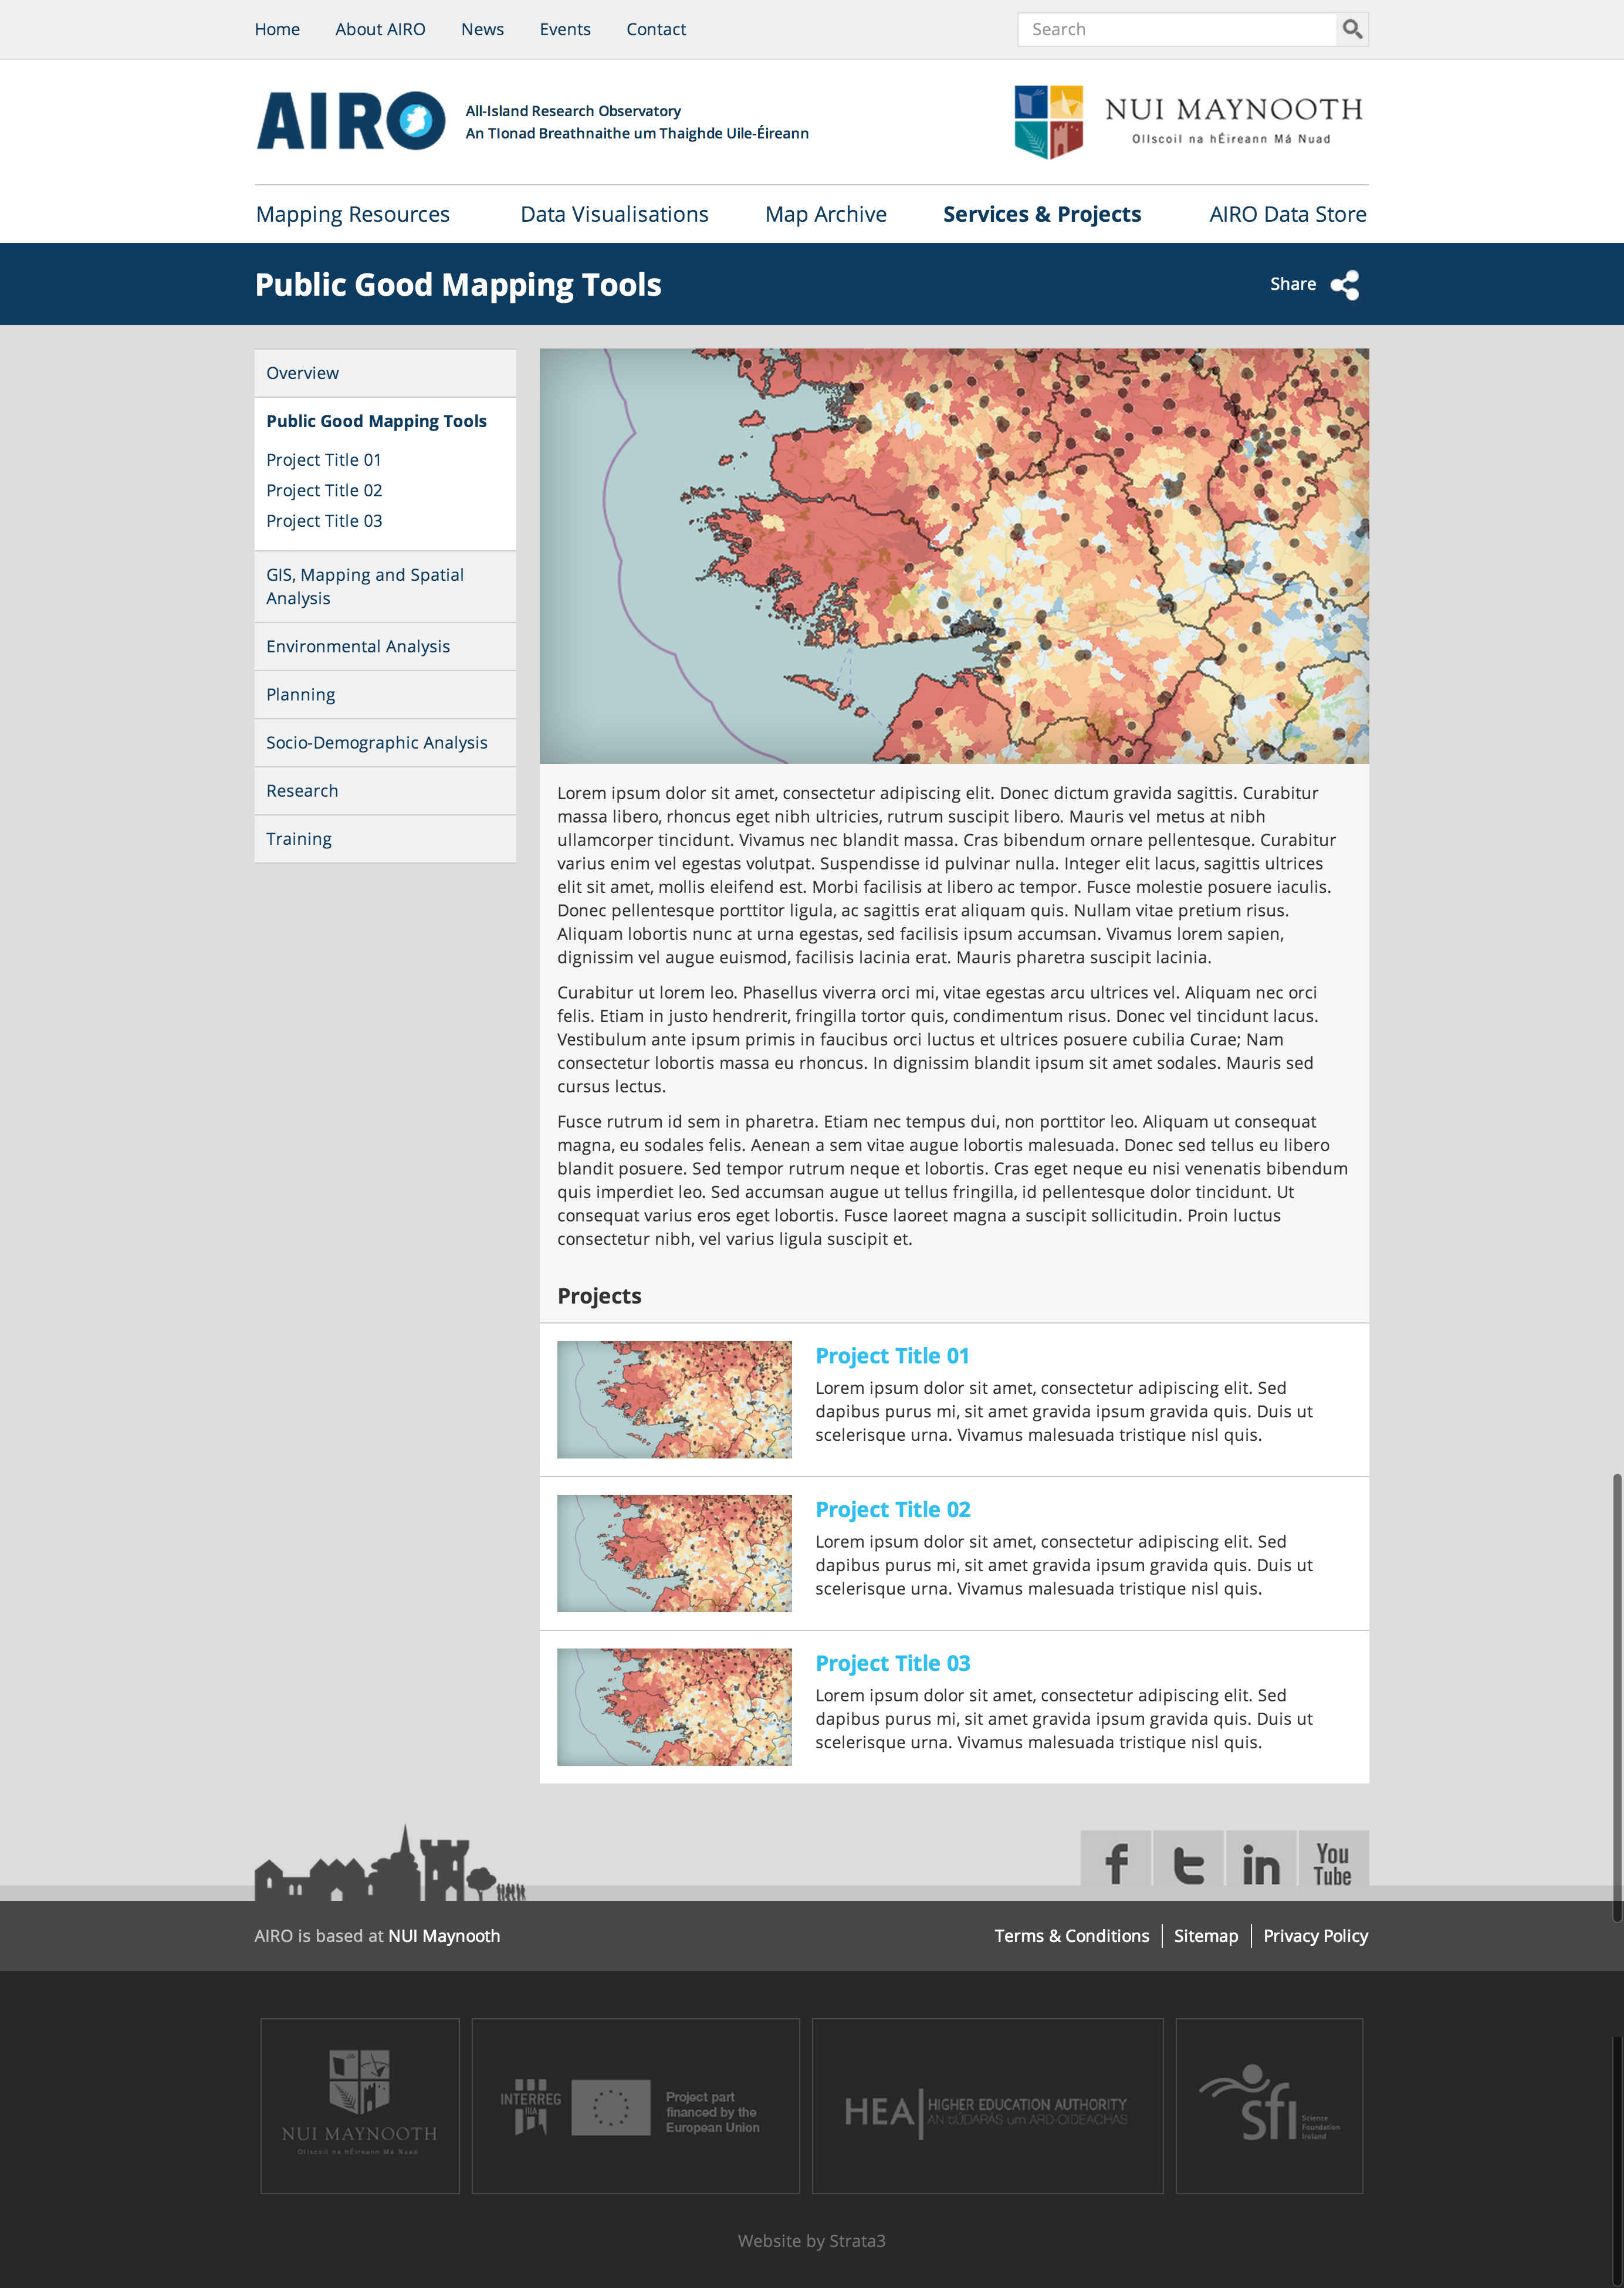 Home About AIRO News Events Contact Search
AIRO
All-Island Research Observatory
An TIonad Breathnaithe um Thaighde Uile-Éireann
NUI MAYNOOTH
Ollscoil na hÉireann Má Nuad
Mapping Resources Data Visualisations Map Archive Services & Projects AIRO Data Store
Public Good Mapping Tools
Share
Overview
Public Good Mapping Tools
Project Title 01
Project Title 02
Project Title 03
GIS, Mapping and Spatial
Analysis
Environmental Analysis
Planning
Socio-Demographic Analysis
Research
Training
Lorem ipsum dolor sit amet, consectetur adipiscing elit. Donec dictum gravida sagittis. Curabitur
massa libero, rhoncus eget nibh ultricies, rutrum suscipit libero. Mauris vel metus at nibh
ullamcorper tincidunt. Vivamus nec blandit massa. Cras bibendum ornare pellentesque. Curabitur
varius enim vel egestas volutpat. Suspendisse id pulvinar nulla. Integer elit lacus, sagittis ultrices
elit sit amet, mollis eleifend est. Morbi facilisis at libero ac tempor. Fusce molestie posuere iaculis.
Donec pellentesque porttitor ligula, ac sagittis erat aliquam quis. Nullam vitae pretium risus.
Aliquam lobortis nunc at urna egestas, sed facilisis ipsum accumsan. Vivamus lorem sapien,
dignissim vel augue euismod, facilisis lacinia erat. Mauris pharetra suscipit lacinia.
Curabitur ut lorem leo. Phasellus viverra orci mi, vitae egestas arcu ultrices vel. Aliquam nec orci
felis. Etiam in justo hendrerit, fringilla tortor quis, condimentum risus. Donec vel tincidunt lacus.
Vestibulum ante ipsum primis in faucibus orci luctus et ultrices posuere cubilia Curae; Nam
consectetur lobortis massa eu rhoncus. In dignissim blandit ipsum sit amet sodales. Mauris sed
cursus lectus.
Fusce rutrum id sem in pharetra. Etiam nec tempus dui, non porttitor leo. Aliquam ut consequat
magna, eu sodales felis. Aenean a sem vitae augue lobortis malesuada. Donec sed tellus eu libero
blandit posuere. Sed tempor rutrum neque et lobortis. Cras eget neque eu nisi venenatis bibendum
quis imperdiet leo. Sed accumsan augue ut tellus fringilla, id pellentesque dolor tincidunt. Ut
consequat varius eros eget lobortis. Fusce laoreet magna a suscipit sollicitudin. Proin luctus
consectetur nibh, vel varius ligula suscipit et.
Projects
Project Title 01
Lorem ipsum dolor sit amet, consectetur adipiscing elit. Sed
dapibus purus mi, sit amet gravida ipsum gravida quis. Duis ut
scelerisque urna. Vivamus malesuada tristique nisl quis.
Project Title 02
Lorem ipsum dolor sit amet, consectetur adipiscing elit. Sed
dapibus purus mi, sit amet gravida ipsum gravida quis. Duis ut
scelerisque urna. Vivamus malesuada tristique nisl quis.
Project Title 03
Lorem ipsum dolor sit amet, consectetur adipiscing elit. Sed
dapibus purus mi, sit amet gravida ipsum gravida quis. Duis ut
scelerisque urna. Vivamus malesuada tristique nisl quis.
f t in You
Tube
AIRO is based at NUI Maynooth
Terms & Conditions Sitemap Privacy Policy
NUI MAYNOOTH
Ollscoil na hÉireann Má Nuad
INTERREG
IIIA
Project part
financed by the
European Union
HEA HIGHER EDUCATION AUTHORITY
AN tÚDARÁS um ARD-OIDEACHAS
sfi Science
Foundation
Ireland
Website by Strata3